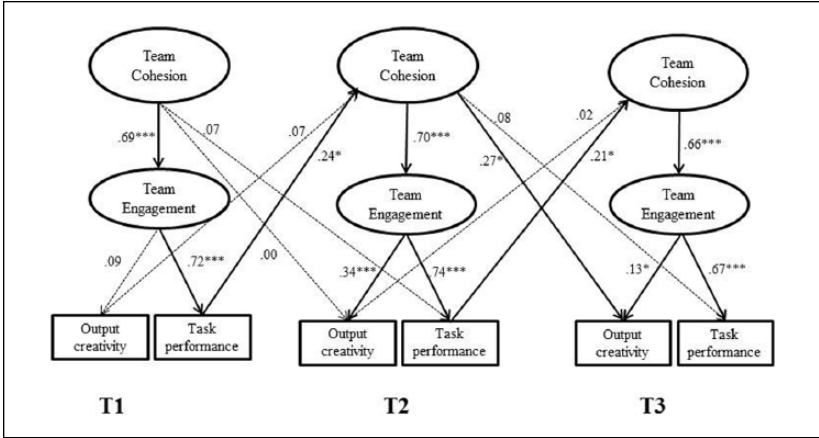 Team
Cohesion
Team
Cohesion
Team
Cohesion
.69***
.07
.07
.24*
.70***
.08
.27*
.02
.21*
.66***
Team
Engagement
Team
Engagement
Team
Engagement
.09
.72***
.00
.34***
.74***
.13*
.67***
Output
creativity
Task
performance
Output
creativity
Task
performance
Output
creativity
Task
performance
T1
T2
T3